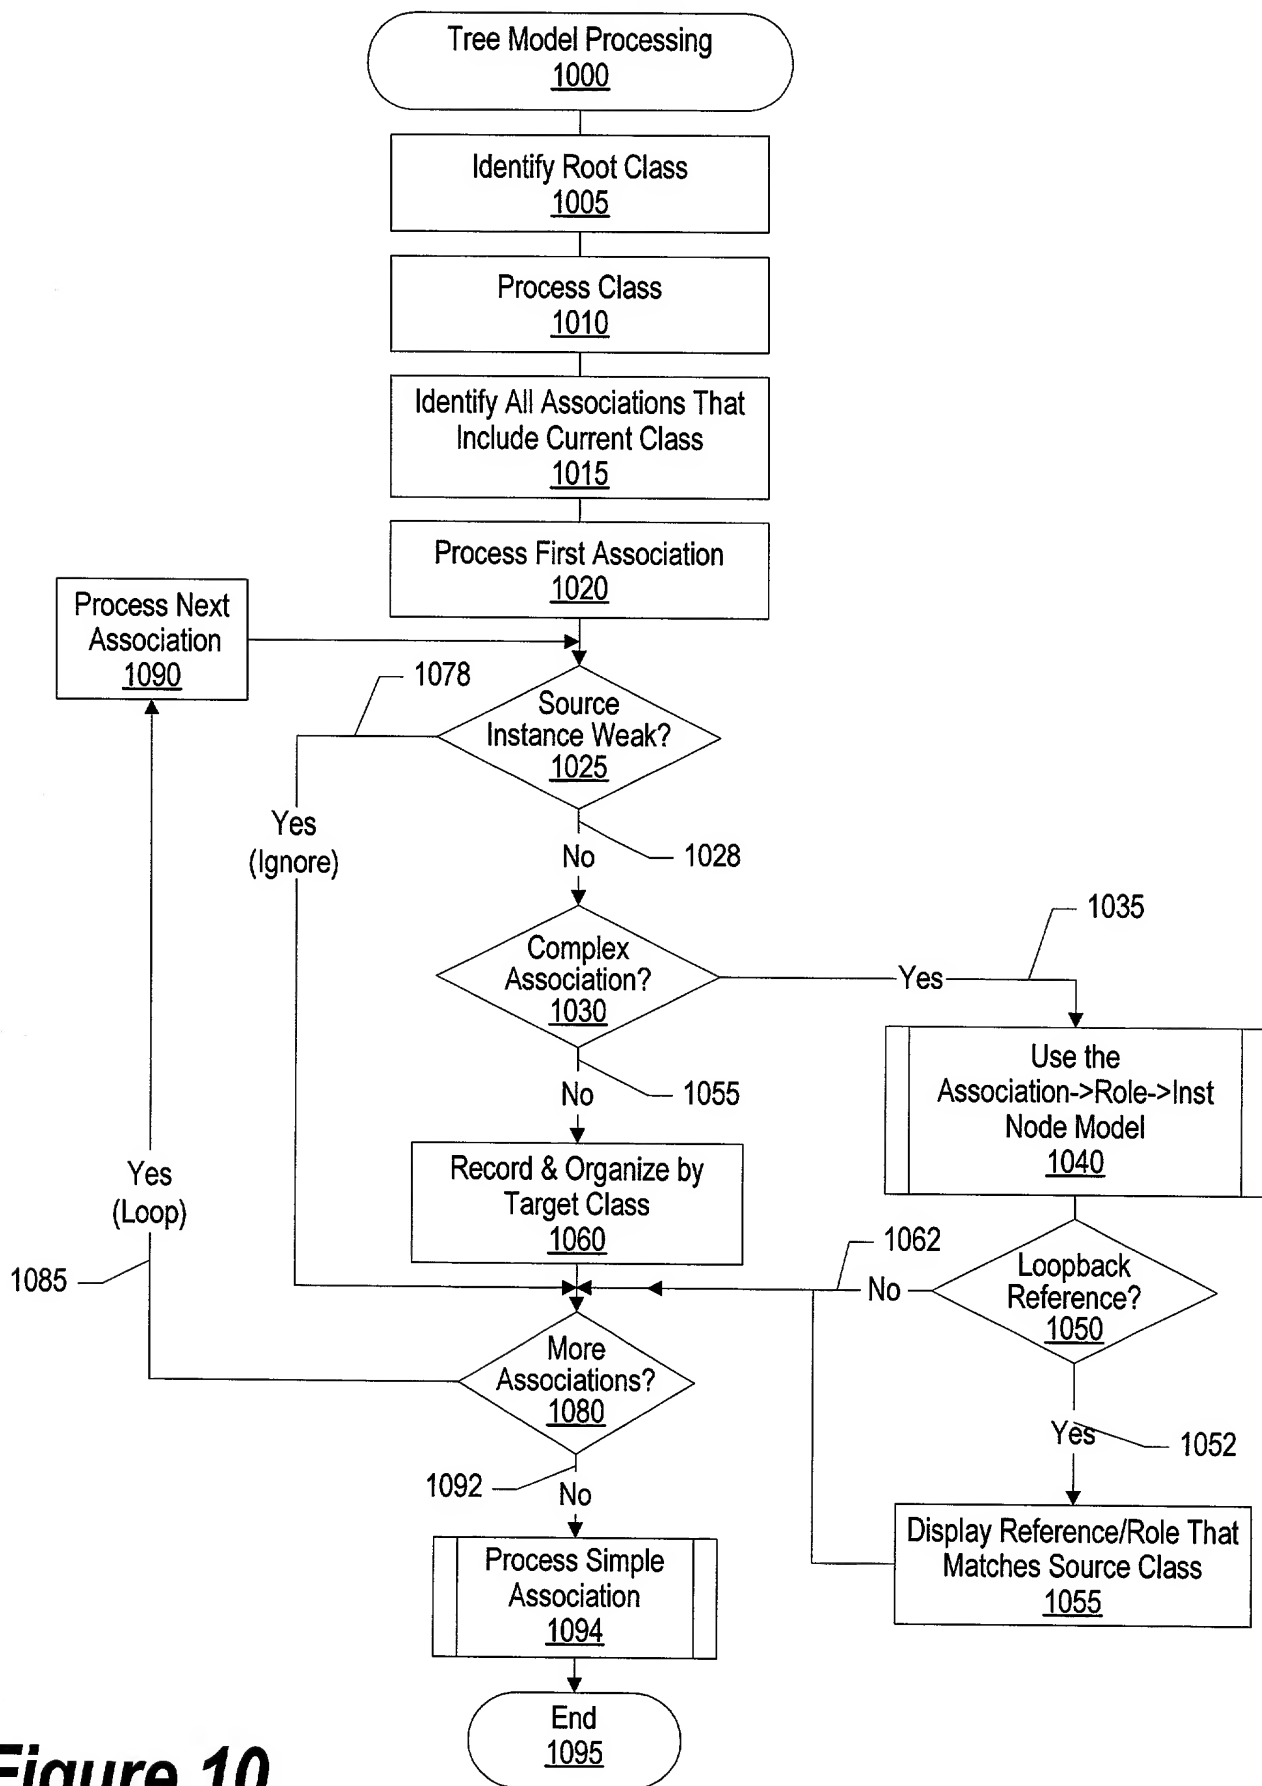 Tree Model Processing
1000
Identify Root Class
1005
Process Class
1010
Identify All Associations That
Include Current Class
1015
Process First Association
1020
Process Next
Association
1090
1078
Source
Instance Weak?
1025
Yes
(Ignore)
No
1028
Complex
Association?
1030
Yes
1035
Use the
Association->Role->Inst
Node Model
1040
No
1055
Record & Organize by
Target Class
1060
Yes
(Loop)
1085
1062
No
Loopback
Reference?
1050
More
Associations?
1080
Yes
1052
1092
No
Display Reference/Role That
Matches Source Class
1055
Process Simple
Association
1094
End
1095
Figure 10